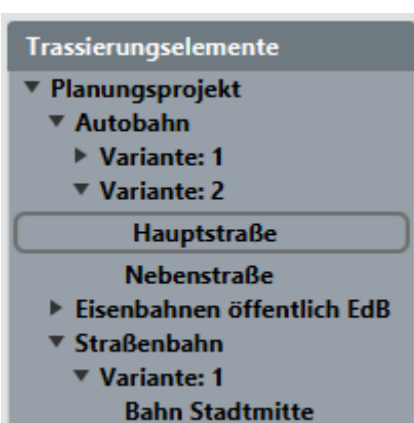 Trassierungselemente
Planungsprojekt
Autobahn
Variante: 1
Variante: 2
Hauptstraße
Nebenstraße
Eisenbahnen öffentlich EdB
Straßenbahn
Variante: 1
Bahn Stadtmitte